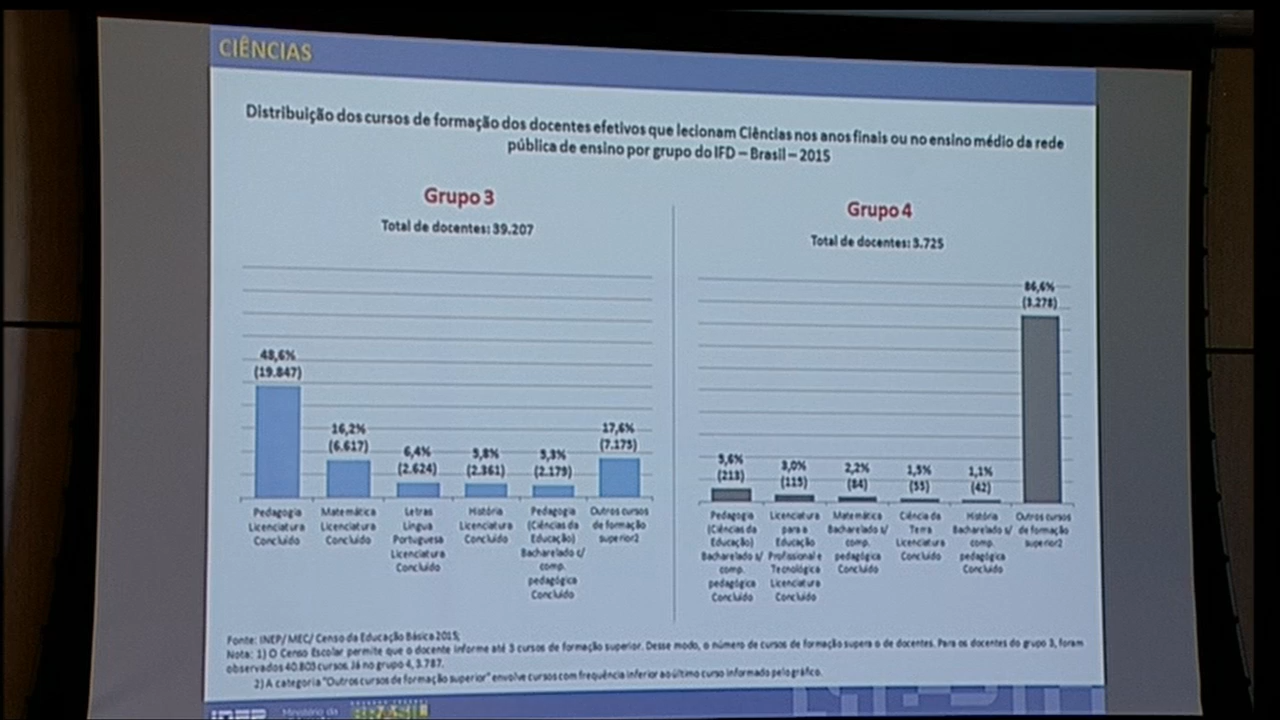 CIÊNCIAS
Distribuição dos cursos de formação dos docentes efetivos que lecionam Ciências nos anos finais ou no ensino médio da rede
pública de ensino por grupo do IFD – Brasil – 2015
Grupo 3
Total de docentes: 39.207
48,6%
(19.847)
16,2%
(6.617)
6,4%
(2.624)
5,8%
(2.361)
5,3%
(2.179)
17,6%
(7.175)
Pedagogia
Licenciatura
Concluído
Matemática
Licenciatura
Concluído
Letras
Língua
Portuguesa
Licenciatura
Concluído
História
Licenciatura
Concluído
Pedagogia
(Ciências da
Educação)
Bacharelado c/
comp.
pedagógica
Concluído
Outros cursos
de formação
superior2
Grupo 4
Total de docentes: 3.725
86,6%
(3.278)
5,6%
(213)
3,0%
(115)
2,2%
(84)
1,5%
(55)
1,1%
(42)
Pedagogia
(Ciências da
Educação)
Bacharelado s/
comp.
pedagógica
Concluído
Licenciatura
para a
Educação
Profissional e
Tecnológica
Licenciatura
Concluído
Matemática
Bacharelado s/
comp.
pedagógica
Concluído
Ciência da
Terra
Licenciatura
Concluído
História
Bacharelado s/
comp.
pedagógica
Concluído
Outros cursos
de formação
superior2
Fonte: INEP/ MEC/ Censo da Educação Básica 2015;
Nota: 1) O Censo Escolar permite que o docente informe até 3 cursos de formação superior. Desse modo, o número de cursos de formação supera o de docentes. Para os docentes do grupo 3, foram
observados 40.803 cursos. Já no grupo 4, 3.787.
2) A categoria "Outros cursos de formação superior" envolve cursos com frequência inferior ao último curso informado pelo gráfico.
INEP
Ministério da
BRASIL